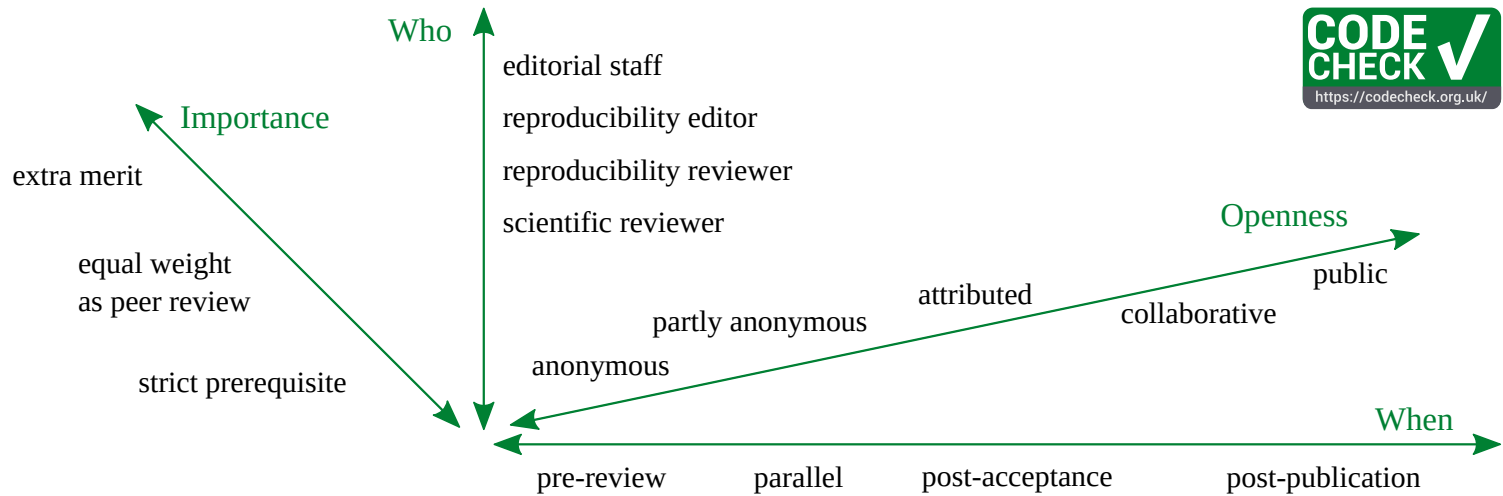 Who
editorial staff
reproducibility editor
reproducibility reviewer
scientific reviewer
Importance
extra merit
equal weight
as peer review
strict prerequisite
CODE
CHECK
https://codecheck.org.uk/
Openness
anonymous
partly anonymous
attributed
collaborative
public
When
pre-review
parallel
post-acceptance
post-publication